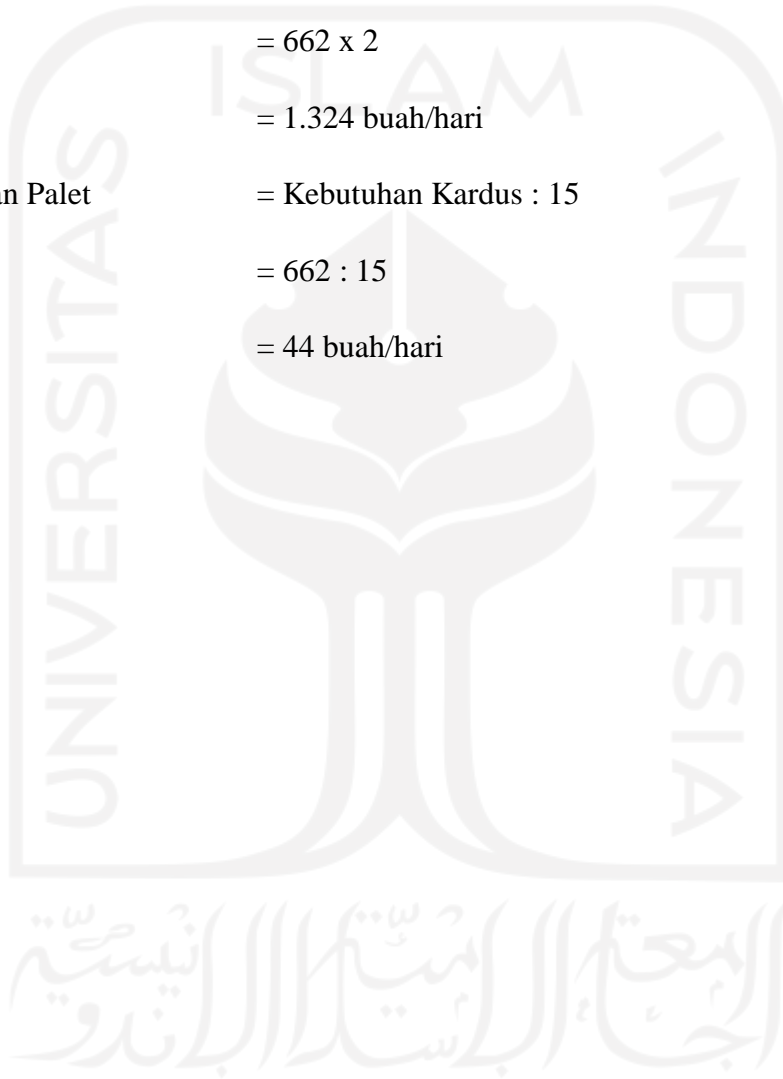 = 662 x 2
= 1.324 buah/hari
an Palet = Kebutuhan Kardus : 15
= 662 : 15
= 44 buah/hari
ISLAM
UNIVERSITAS
INDONESIA